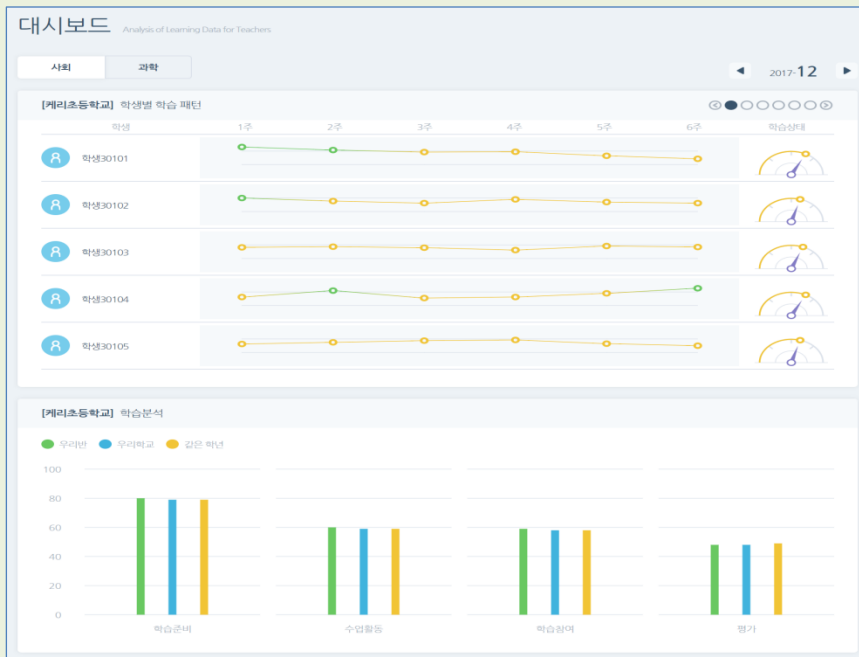 대시보드 Analysis of Learning Data for Teachers
사회 과학
2017-12
[케리초등학교] 학생별 학습 패턴
학생 1주 2주 3주 4주 5주 6주 학습상태
학생30101
학생30102
학생30103
학생30104
학생30105
[케리초등학교] 학습분석
우리반 우리학교 같은 학년
100
80
60
40
20
0
학습준비 수업활동 학습참여 평가